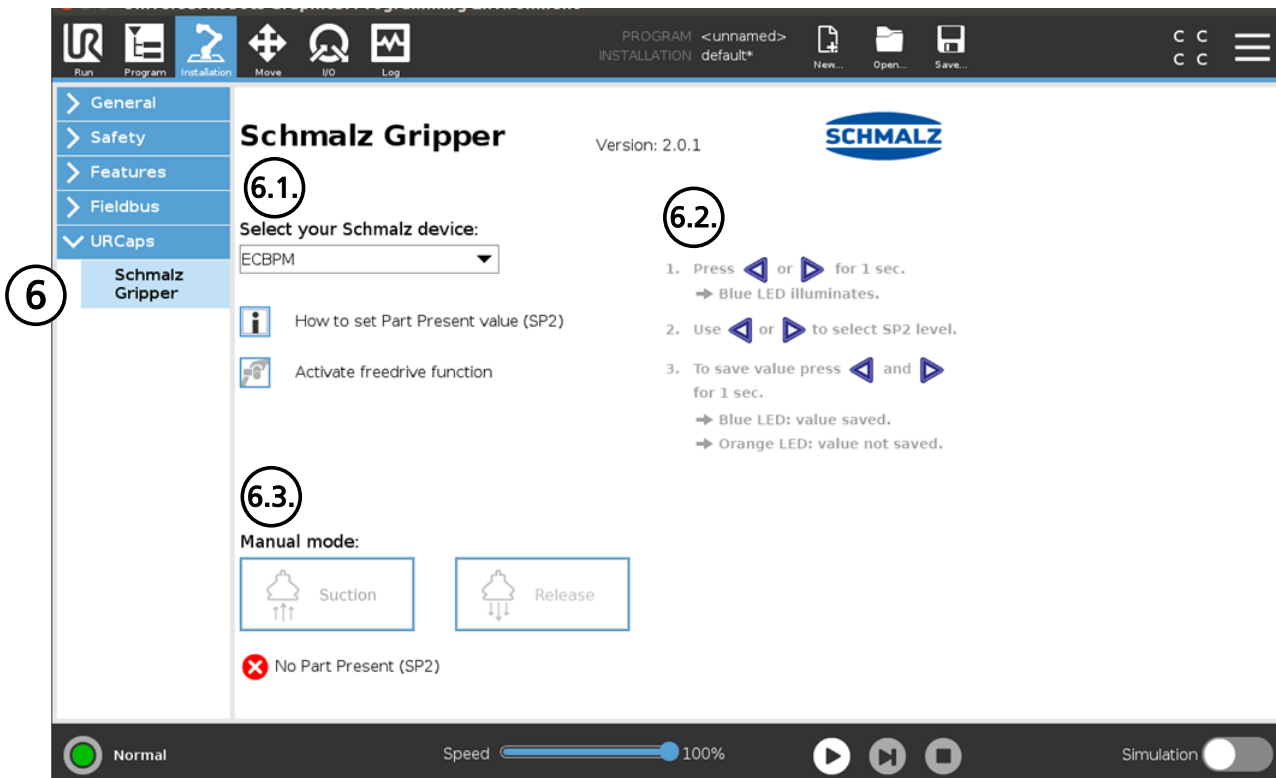 PROGRAM <unnamed>
INSTALLATION default*
Run
Program
Installation
Move
I/O
Log
New...
Open...
Save...
C C
C C
General
Safety
Features
Fieldbus
URCaps
Schmalz
Gripper
6
Schmalz Gripper
Version: 2.0.1
SCHMALZ
6.1.
Select your Schmalz device:
ECBPM
How to set Part Present value (SP2)
Activate freedrive function
6.2.
1. Press or for 1 sec.
Blue LED illuminates.
2. Use or to select SP2 level.
3. To save value press and
for 1 sec.
Blue LED: value saved.
Orange LED: value not saved.
6.3.
Manual mode:
Suction
Release
No Part Present (SP2)
Normal
Speed
100%
Simulation